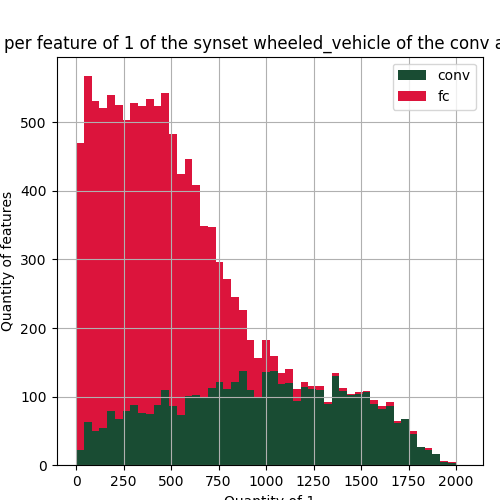 per feature of 1 of the synset wheeled_vehicle of the conv a
conv
fc
Quantity of features
500
400
300
200
100
0
0 250 500 750 1000 1250 1500 1750 2000
Quantity of 1